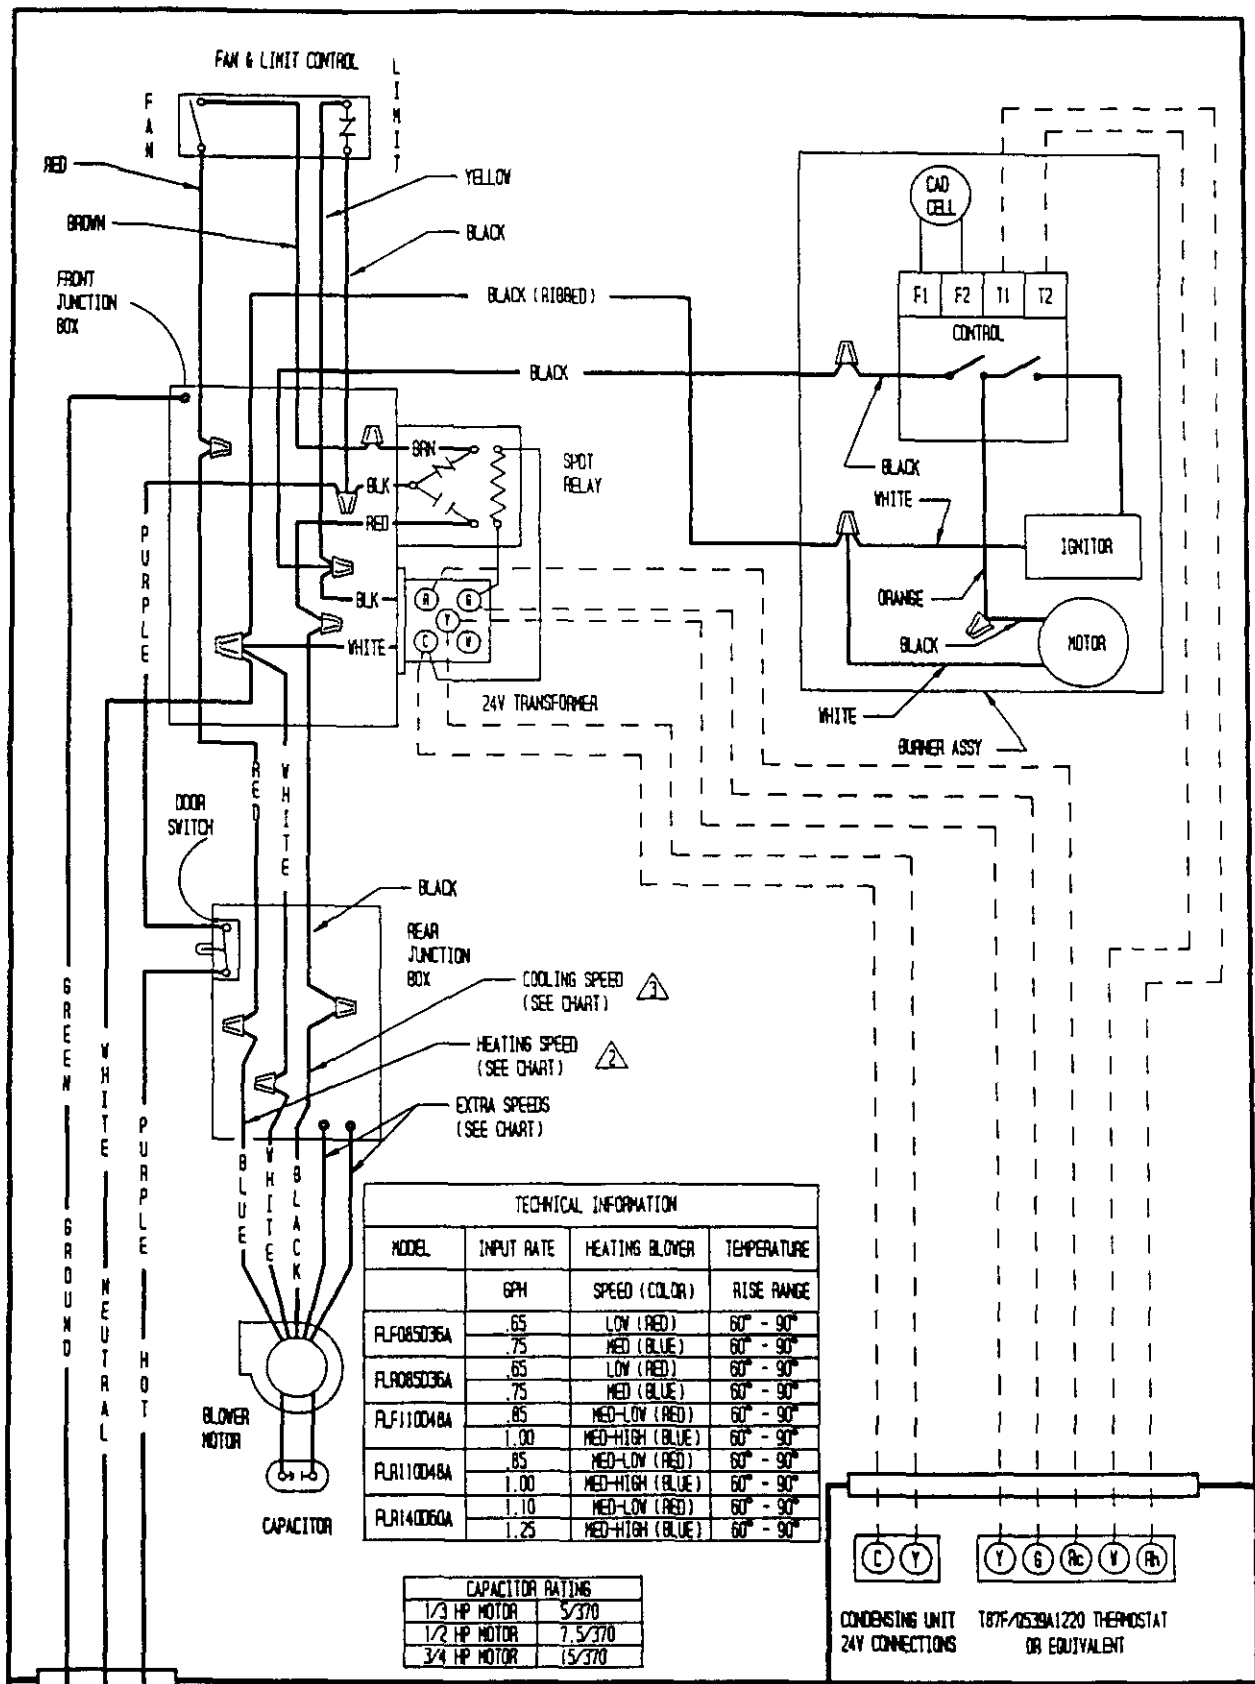 FAN & LIMIT CONTROL
LIMIT
FAN
RED
YELLOW
BROWN
BLACK
FRONT
JUNCTION
BOX
BLACK (RIBBED)
BLACK
CAD
CELL
F1 F2 T1 T2
CONTROL
BLACK
WHITE
IGNITOR
ORANGE
BLACK
MOTOR
WHITE
BURNER ASSY
BRN
BLK
RED
SPDT
RELAY
BLK
WHITE
R G
Y
C W
24V TRANSFORMER
PURPLE
RED
WHITE
DOOR
SWITCH
BLACK
REAR
JUNCTION
BOX
COOLING SPEED
(SEE CHART)
3
HEATING SPEED
(SEE CHART)
2
EXTRA SPEEDS
(SEE CHART)
GREEN GROUND
WHITE NEUTRAL
PURPLE HOT
BLUE
WHITE
BLACK
BLOWER
MOTOR
CAPACITOR
TECHNICAL INFORMATION
MODEL INPUT RATE HEATING BLOWER TEMPERATURE
GPH SPEED (COLOR) RISE RANGE
FLF085D36A .65 LOW (RED) 60° - 90°
.75 MED (BLUE) 60° - 90°
FLR085D36A .65 LOW (RED) 60° - 90°
.75 MED (BLUE) 60° - 90°
FLF110D48A .85 MED-LOW (RED) 60° - 90°
1.00 MED-HIGH (BLUE) 60° - 90°
FLR110D48A .85 MED-LOW (RED) 60° - 90°
1.00 MED-HIGH (BLUE) 60° - 90°
FLR140D60A 1.10 MED-LOW (RED) 60° - 90°
1.25 MED-HIGH (BLUE) 60° - 90°
CAPACITOR RATING
1/3 HP MOTOR 5/370
1/2 HP MOTOR 7.5/370
3/4 HP MOTOR 15/370
C Y
Y G Rc W Rh
CONDENSING UNIT
24V CONNECTIONS
T87F/Q539A1220 THERMOSTAT
OR EQUIVALENT